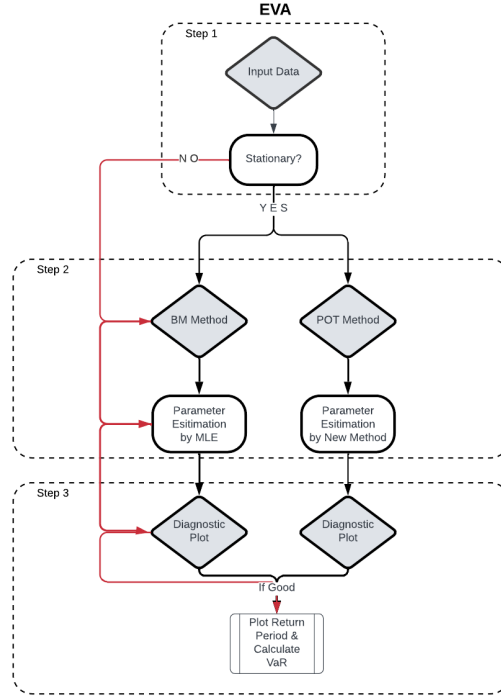 EVA
Step 1
Input Data
N O
Stationary?
Y E S
Step 2
BM Method
POT Method
Parameter
Esitimation
by MLE
Parameter
Esitimation
by New Method
Step 3
Diagnostic
Plot
Diagnostic
Plot
If Good
Plot Return
Period &
Calculate
VaR